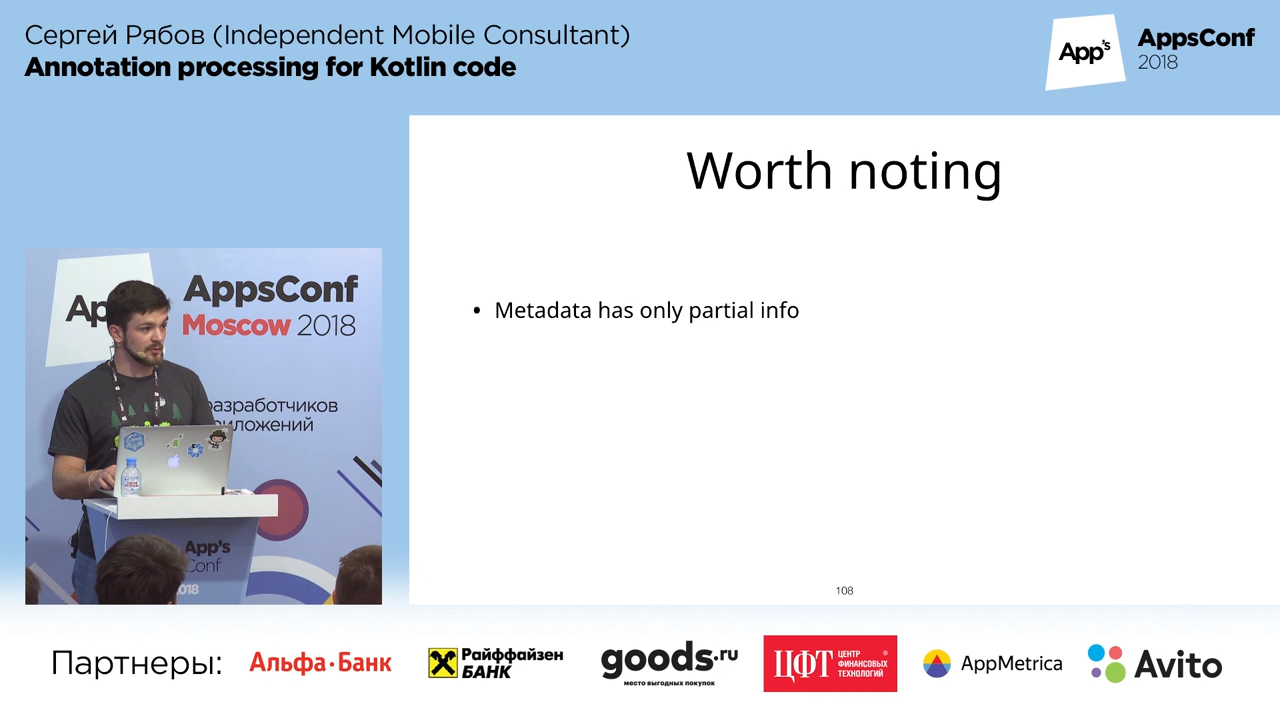 Сергей Рябов (Independent Mobile Consultant)
Annotation processing for Kotlin code
App's
AppsConf
2018
Worth noting
• Metadata has only partial info
108
AppsConf
Moscow 2018
разработчиков
App's
Conf
2018
Партнеры:
Альфа·Банк
Райффайзен
БАНК
goods.ru
место выгодных покупок
ЦФТ
ЦЕНТР
ФИНАНСОВЫХ
ТЕХНОЛОГИЙ
®
AppMetrica
Avito